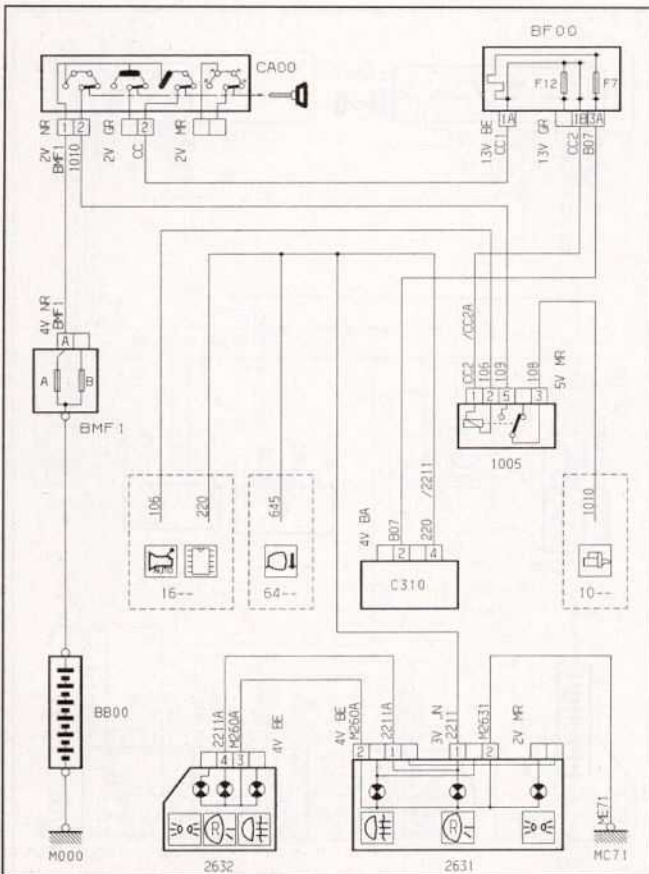 BF00
CA00
F12 F7
1 2 2
1A 1B 3A
2V NR
BMF1
1010
2V GR
CC
2V MR
13V BE
CC1
13V GR
CC2
B07
4V NR
BMF1
A
A B
BMF1
/CC2A
CC2
106
109
108
5V MR
1 2 5 3
1005
106
220
645
4V BA
B07
220
/2211
1010
2 4
AUTO
16--
64--
C310
10--
BB00
2211A
M260A
4V BE
4V BE
M260A
2211A
3V JN
2211
M2631
2V MR
4 3
2 1 1 2
R
R
ME71
M000
2632
2631
MC71